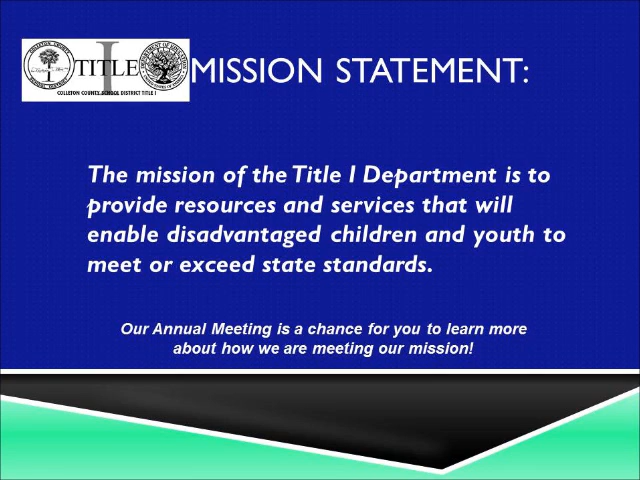 TITLE I
COLLETON COUNTY SCHOOL DISTRICT TITLE I
MISSION STATEMENT:
The mission of the Title I Department is to
provide resources and services that will
enable disadvantaged children and youth to
meet or exceed state standards.
Our Annual Meeting is a chance for you to learn more
about how we are meeting our mission!